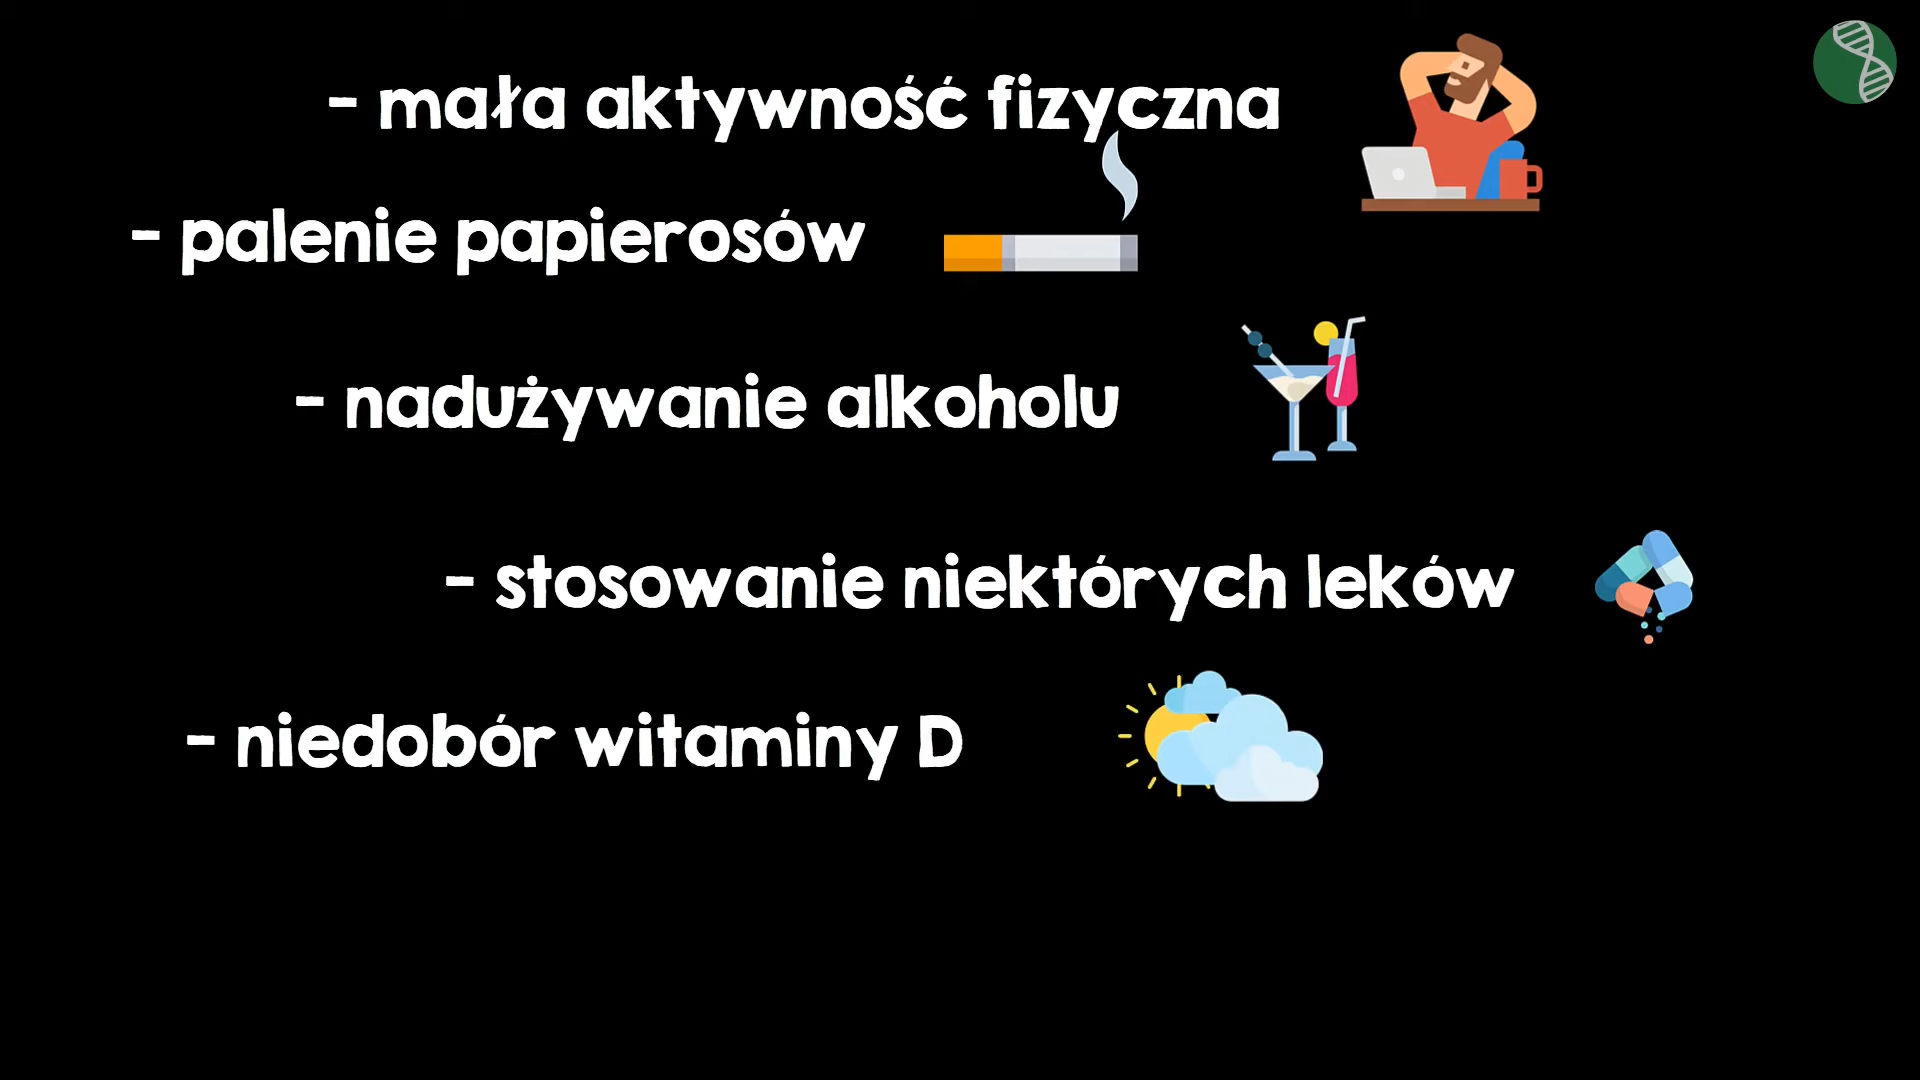 - mała aktywność fizyczna
- palenie papierosów
- nadużywanie alkoholu
- stosowanie niektórych leków
- niedobór witaminy D